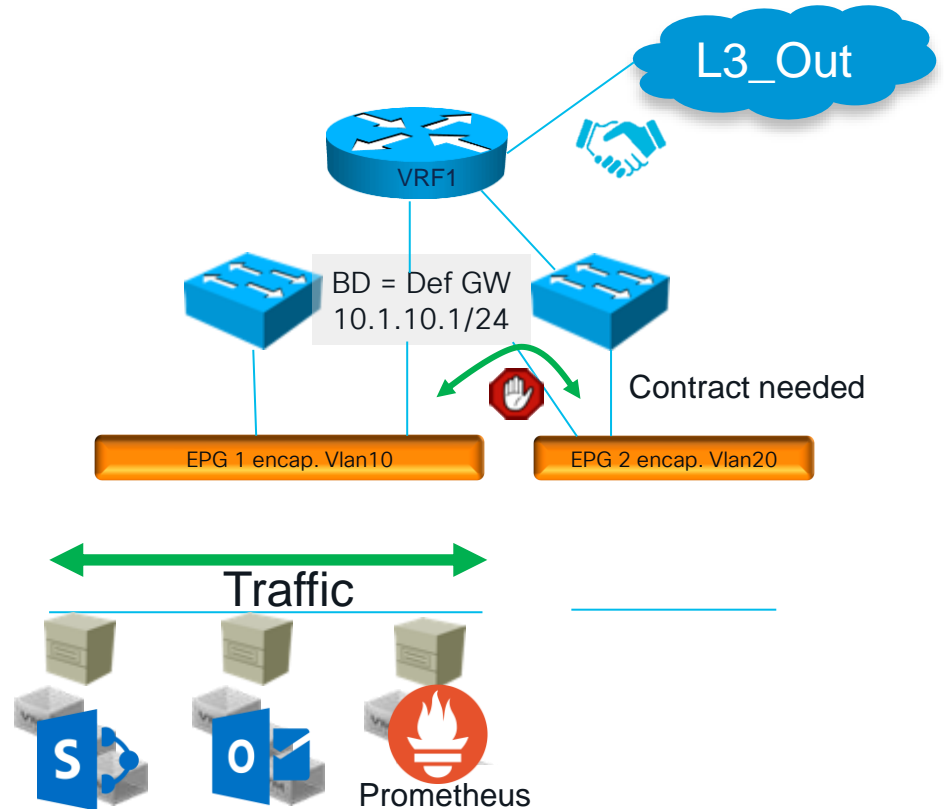 L3_Out
VRF1
BD = Def GW
10.1.10.1/24
Contract needed
EPG 1 encap. Vlan10
EPG 2 encap. Vlan20
Traffic
S
O
Prometheus